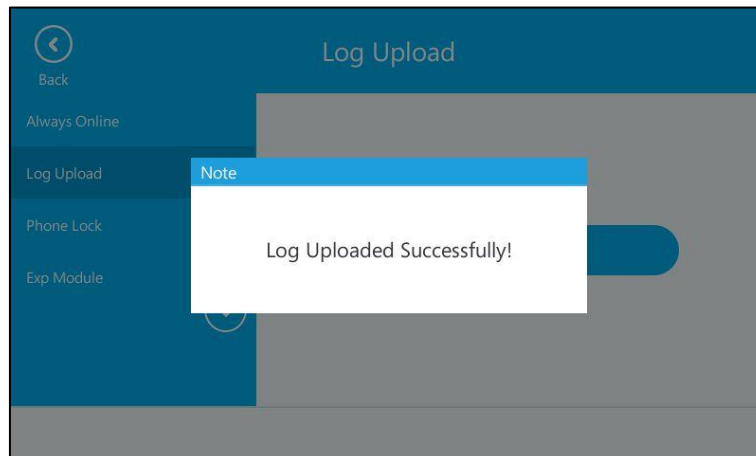 Log Upload
Back
Always Online
Log Upload
Note
Phone Lock
Log Uploaded Successfully!
Exp Module